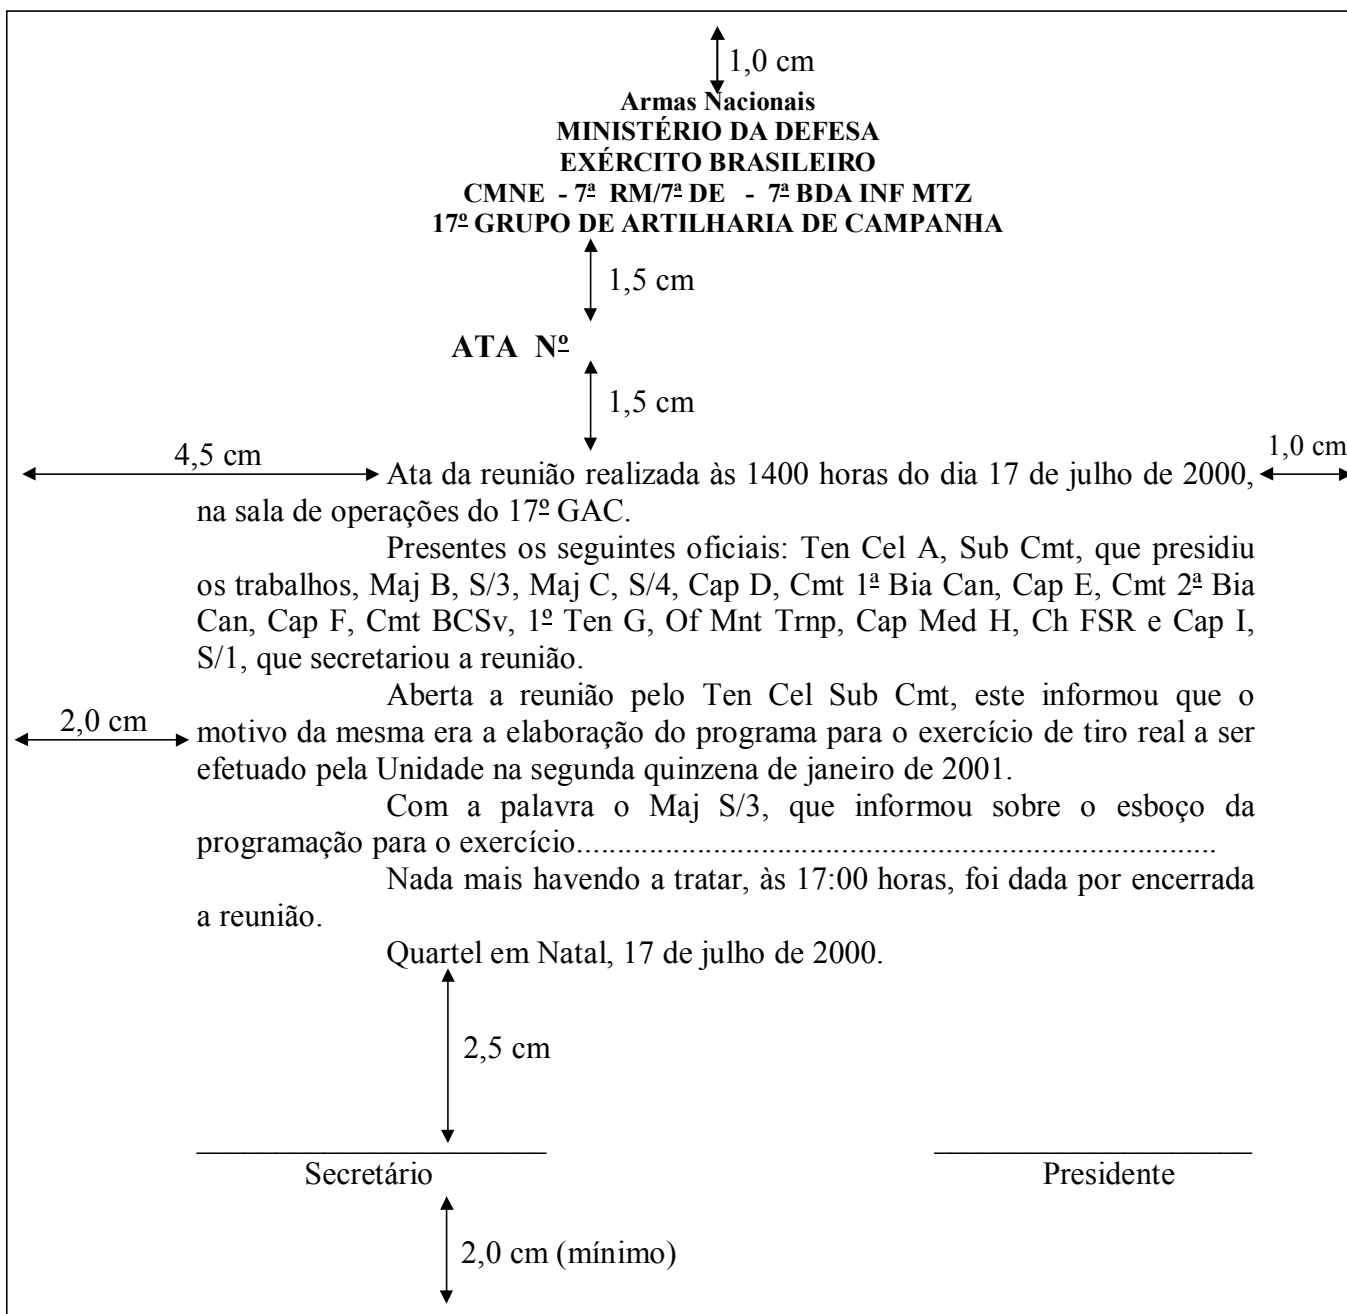 1,0 cm
Armas Nacionais
MINISTÉRIO DA DEFESA
EXÉRCITO BRASILEIRO
CMNE - 7ª RM/7ª DE - 7ª BDA INF MTZ
17º GRUPO DE ARTILHARIA DE CAMPANHA
1,5 cm
ATA Nº
1,5 cm
4,5 cm
1,0 cm
Ata da reunião realizada às 1400 horas do dia 17 de julho de 2000,
na sala de operações do 17º GAC.
Presentes os seguintes oficiais: Ten Cel A, Sub Cmt, que presidiu
os trabalhos, Maj B, S/3, Maj C, S/4, Cap D, Cmt 1ª Bia Can, Cap E, Cmt 2ª Bia
Can, Cap F, Cmt BCSv, 1º Ten G, Of Mnt Trnp, Cap Med H, Ch FSR e Cap I,
S/1, que secretariou a reunião.
Aberta a reunião pelo Ten Cel Sub Cmt, este informou que o
2,0 cm
motivo da mesma era a elaboração do programa para o exercício de tiro real a ser
efetuado pela Unidade na segunda quinzena de janeiro de 2001.
Com a palavra o Maj S/3, que informou sobre o esboço da
programação para o exercício............................................................................
Nada mais havendo a tratar, às 17:00 horas, foi dada por encerrada
a reunião.
Quartel em Natal, 17 de julho de 2000.
2,5 cm
______________________ ____________________
Secretário Presidente
2,0 cm (mínimo)